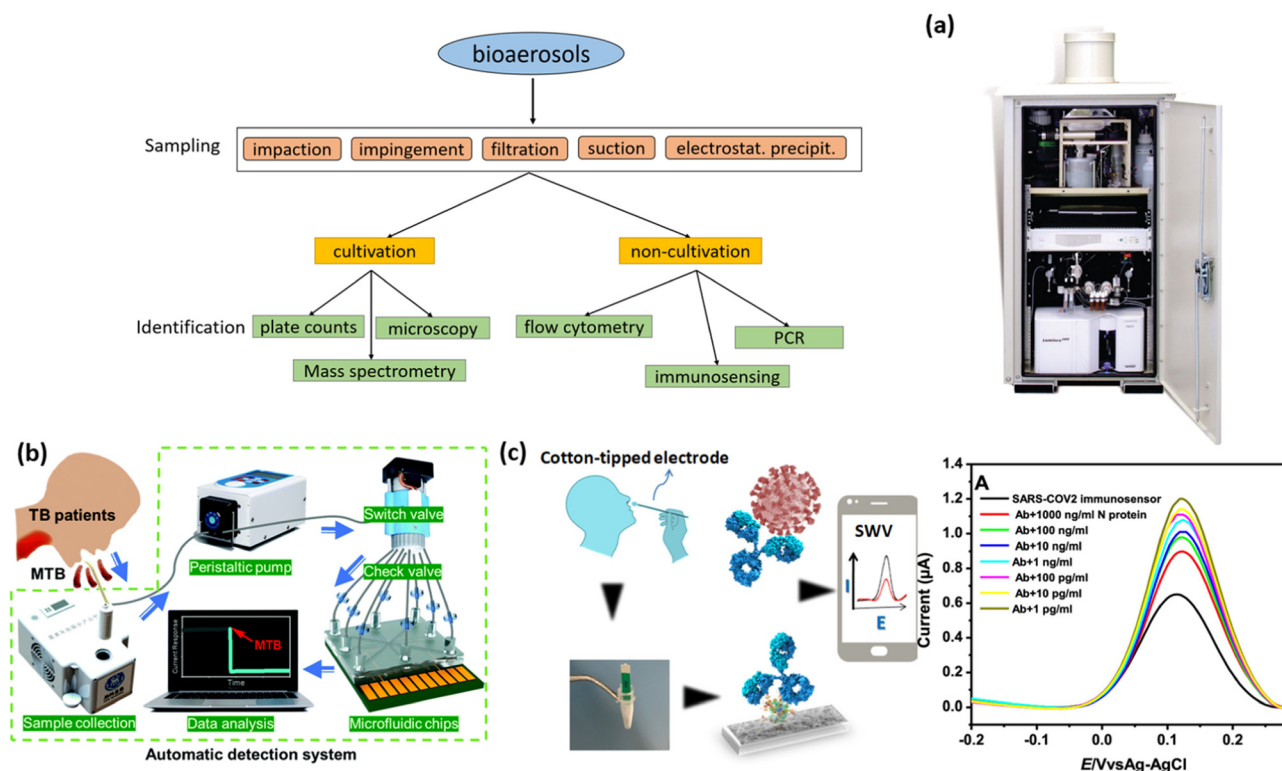 bioaerosols
Sampling
impaction
impingement
filtration
suction
electrostat. precipit.
cultivation
non-cultivation
Identification
plate counts
microscopy
flow cytometry
PCR
Mass spectrometry
immunosensing
(a)
(b)
TB patients
MTB
Peristaltic pump
Switch valve
Check valve
Current Response
MTB
Time
Sample collection
Data analysis
Microfluidic chips
Automatic detection system
(c)
Cotton-tipped electrode
SWV
I
E
A
SARS-COV2 immunosensor
Ab+1000 ng/ml N protein
Ab+100 ng/ml
Ab+10 ng/ml
Ab+1 ng/ml
Ab+100 pg/ml
Ab+10 pg/ml
Ab+1 pg/ml
Current (μA)
1.4
1.2
1.0
0.8
0.6
0.4
0.2
0.0
-0.2
0.0
0.1
0.2
E/VvsAg-AgCl